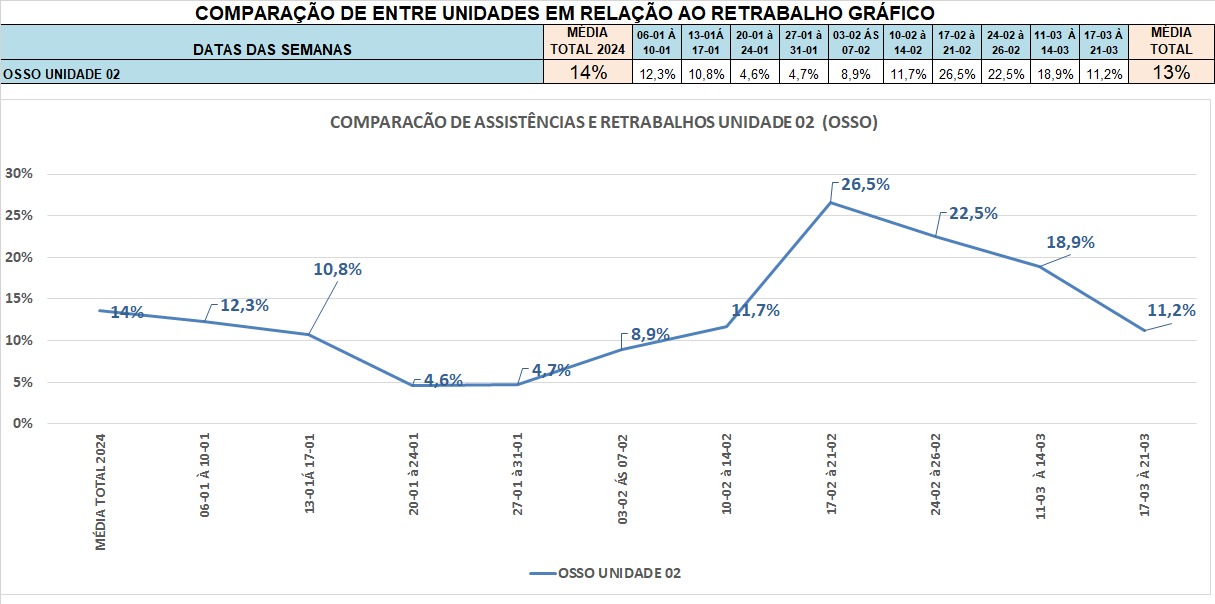 COMPARAÇÃO DE ENTRE UNIDADES EM RELAÇÃO AO RETRABALHO GRÁFICO
DATAS DAS SEMANAS
MÉDIA TOTAL 2024
06-01 À 10-01
13-01À 17-01
20-01 à 24-01
27-01 à 31-01
03-02 ÁS 07-02
10-02 à 14-02
17-02 à 21-02
24-02 à 26-02
11-03 À 14-03
17-03 À 21-03
MÉDIA TOTAL
OSSO UNIDADE 02
14%
12,3%
10,8%
4,6%
4,7%
8,9%
11,7%
26,5%
22,5%
18,9%
11,2%
13%
COMPARACÃO DE ASSISTÊNCIAS E RETRABALHOS UNIDADE 02 (OSSO)
30%
25%
20%
15%
10%
5%
0%
14%
12,3%
10,8%
4,6%
4,7%
8,9%
11,7%
26,5%
22,5%
18,9%
11,2%
MÉDIA TOTAL 2024
06-01 À 10-01
13-01À 17-01
20-01 à 24-01
27-01 à 31-01
03-02 ÁS 07-02
10-02 à 14-02
17-02 à 21-02
24-02 à 26-02
11-03 À 14-03
17-03 À 21-03
OSSO UNIDADE 02